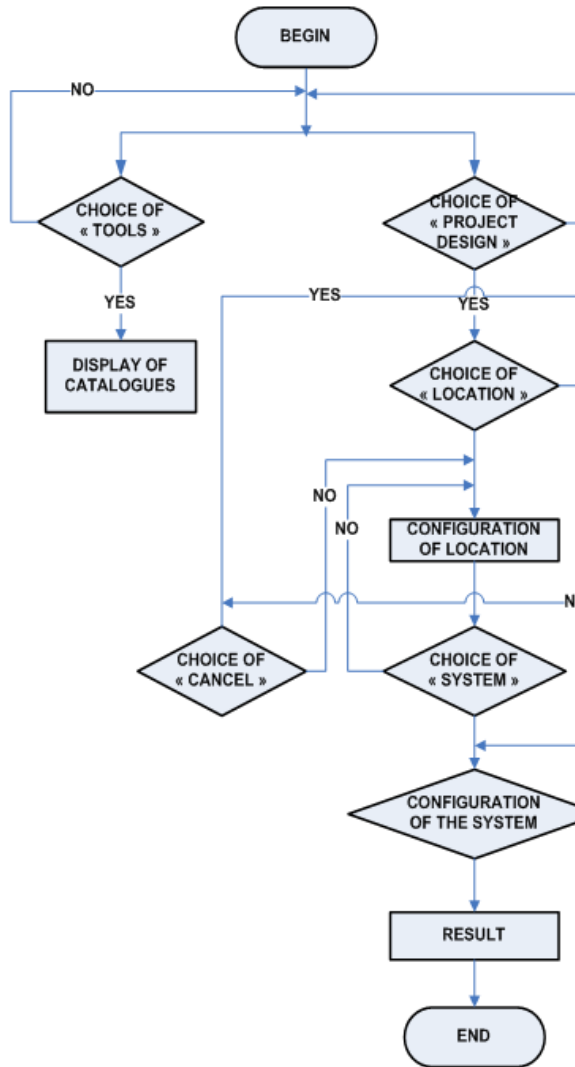 BEGIN
NO
CHOICE OF
« TOOLS »
CHOICE OF
« PROJECT
DESIGN »
YES
YES
YES
DISPLAY OF
CATALOGUES
CHOICE OF
« LOCATION »
NO
NO
CONFIGURATION
OF LOCATION
N
CHOICE OF
« CANCEL »
CHOICE OF
« SYSTEM »
CONFIGURATION
OF THE SYSTEM
RESULT
END